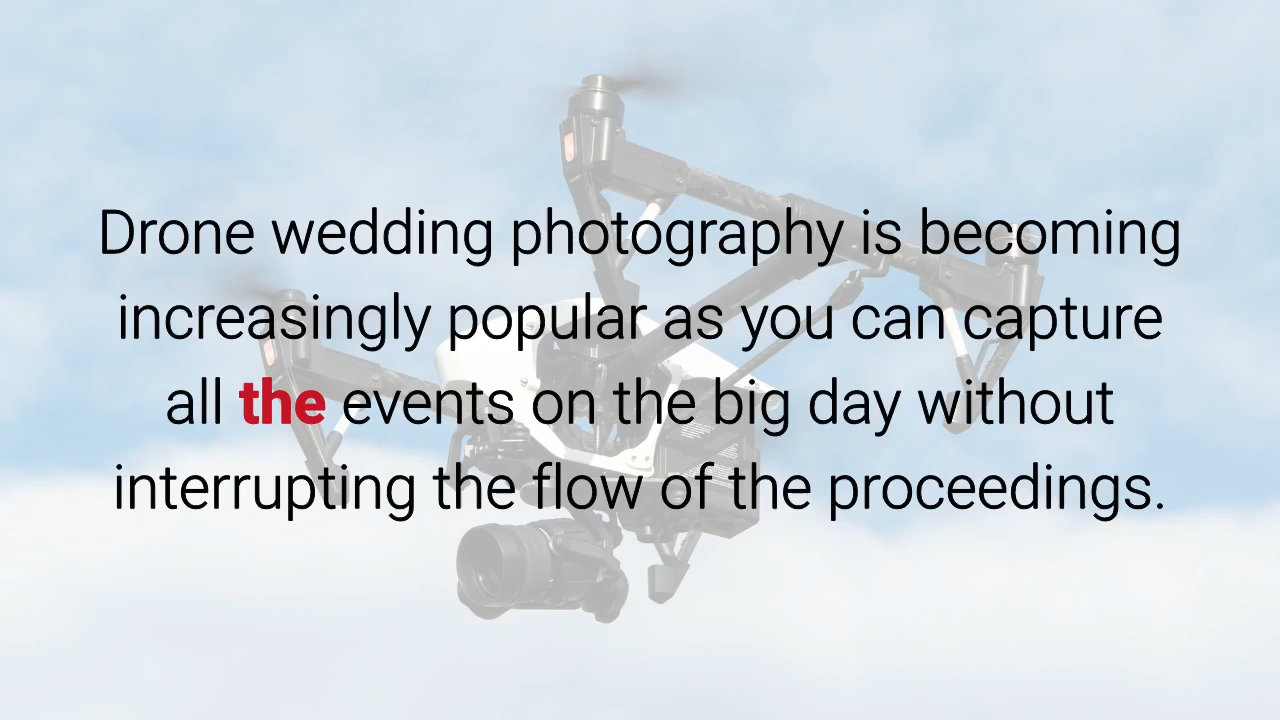 Drone wedding photography is becoming
increasingly popular as you can capture
all the events on the big day without
interrupting the flow of the proceedings.